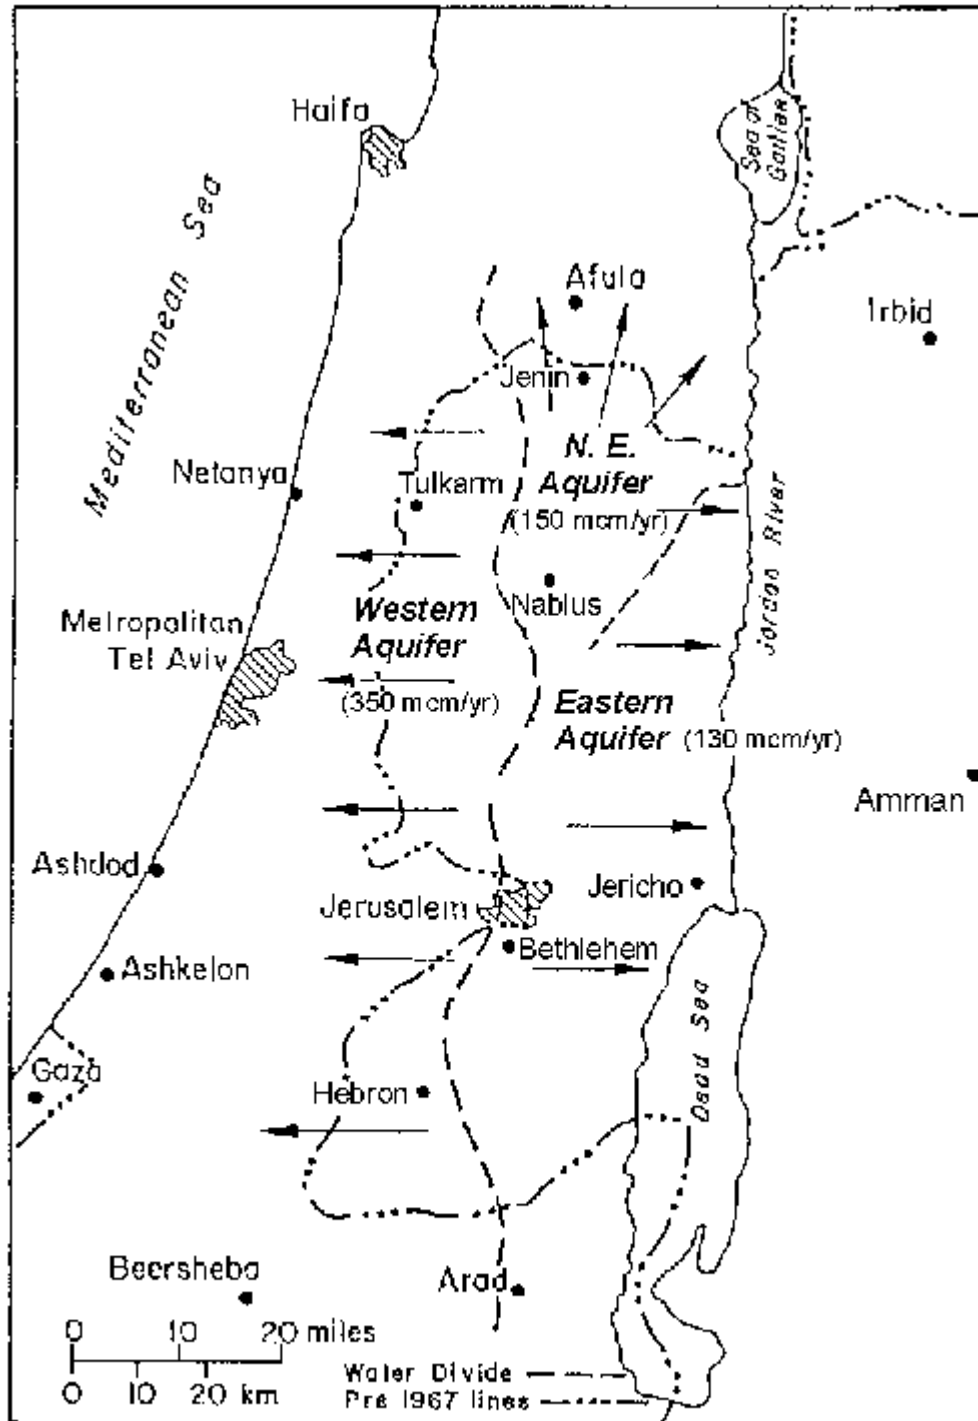 Haifa
Sea of
Galilee
Mediterranean Sea
Afula
Irbid
Jenin
N. E.
Aquifer
(150 mcm/yr)
Netanya
Tulkarm
Jordan River
Nablus
Western
Aquifer
(350 mcm/yr)
Metropolitan
Tel Aviv
Eastern
Aquifer (130 mcm/yr)
Amman
Ashdod
Jericho
Jerusalem
Bethlehem
Ashkelon
Dead Sea
Gaza
Hebron
Beersheba
Arad
0 10 20 miles
0 10 20 km
Water Divide
Pre 1967 lines